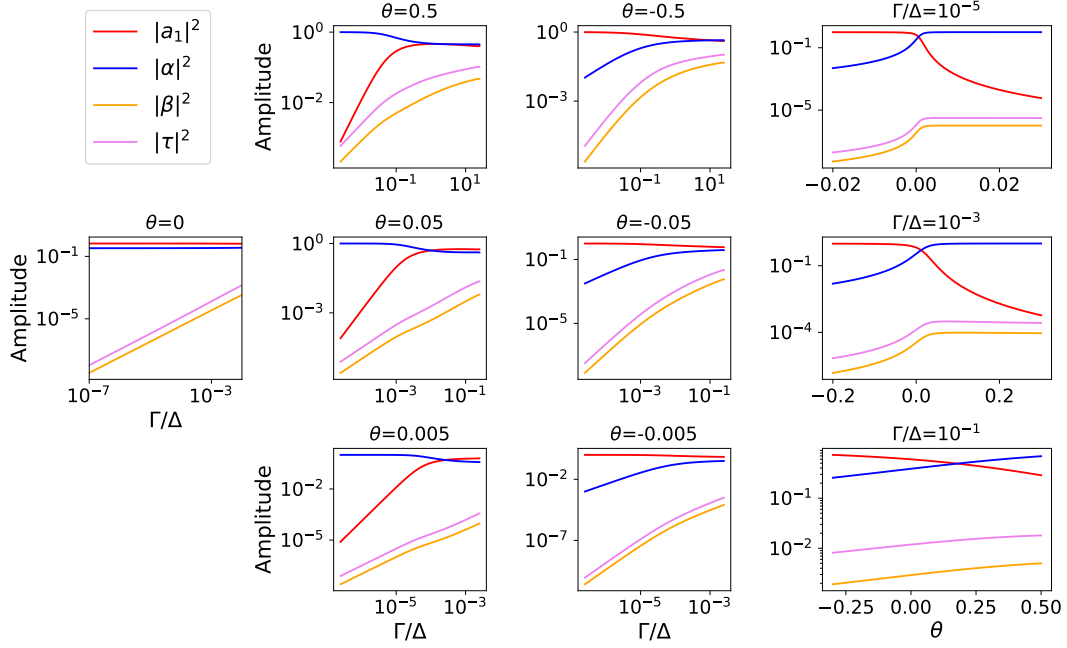 |a₁|²
|α|²
|β|²
|τ|²
θ=0.5
Amplitude
10⁰
10⁻²
10⁻¹
10¹
θ=-0.5
10⁰
10⁻³
10⁻¹
10¹
Γ/Δ=10⁻⁵
10⁻¹
10⁻⁵
-0.02
0.00
0.02
θ=0
Amplitude
10⁻¹
10⁻⁵
10⁻⁷
10⁻³
Γ/Δ
θ=0.05
10⁰
10⁻³
10⁻³
10⁻¹
θ=-0.05
10⁻¹
10⁻⁵
10⁻³
10⁻¹
Γ/Δ=10⁻³
10⁻¹
10⁻⁴
-0.2
0.0
0.2
θ=0.005
Amplitude
10⁻²
10⁻⁵
10⁻⁵
10⁻³
Γ/Δ
θ=-0.005
10⁻²
10⁻⁷
10⁻⁵
10⁻³
Γ/Δ
Γ/Δ=10⁻¹
10⁻¹
10⁻²
-0.25
0.00
0.25
0.50
θ